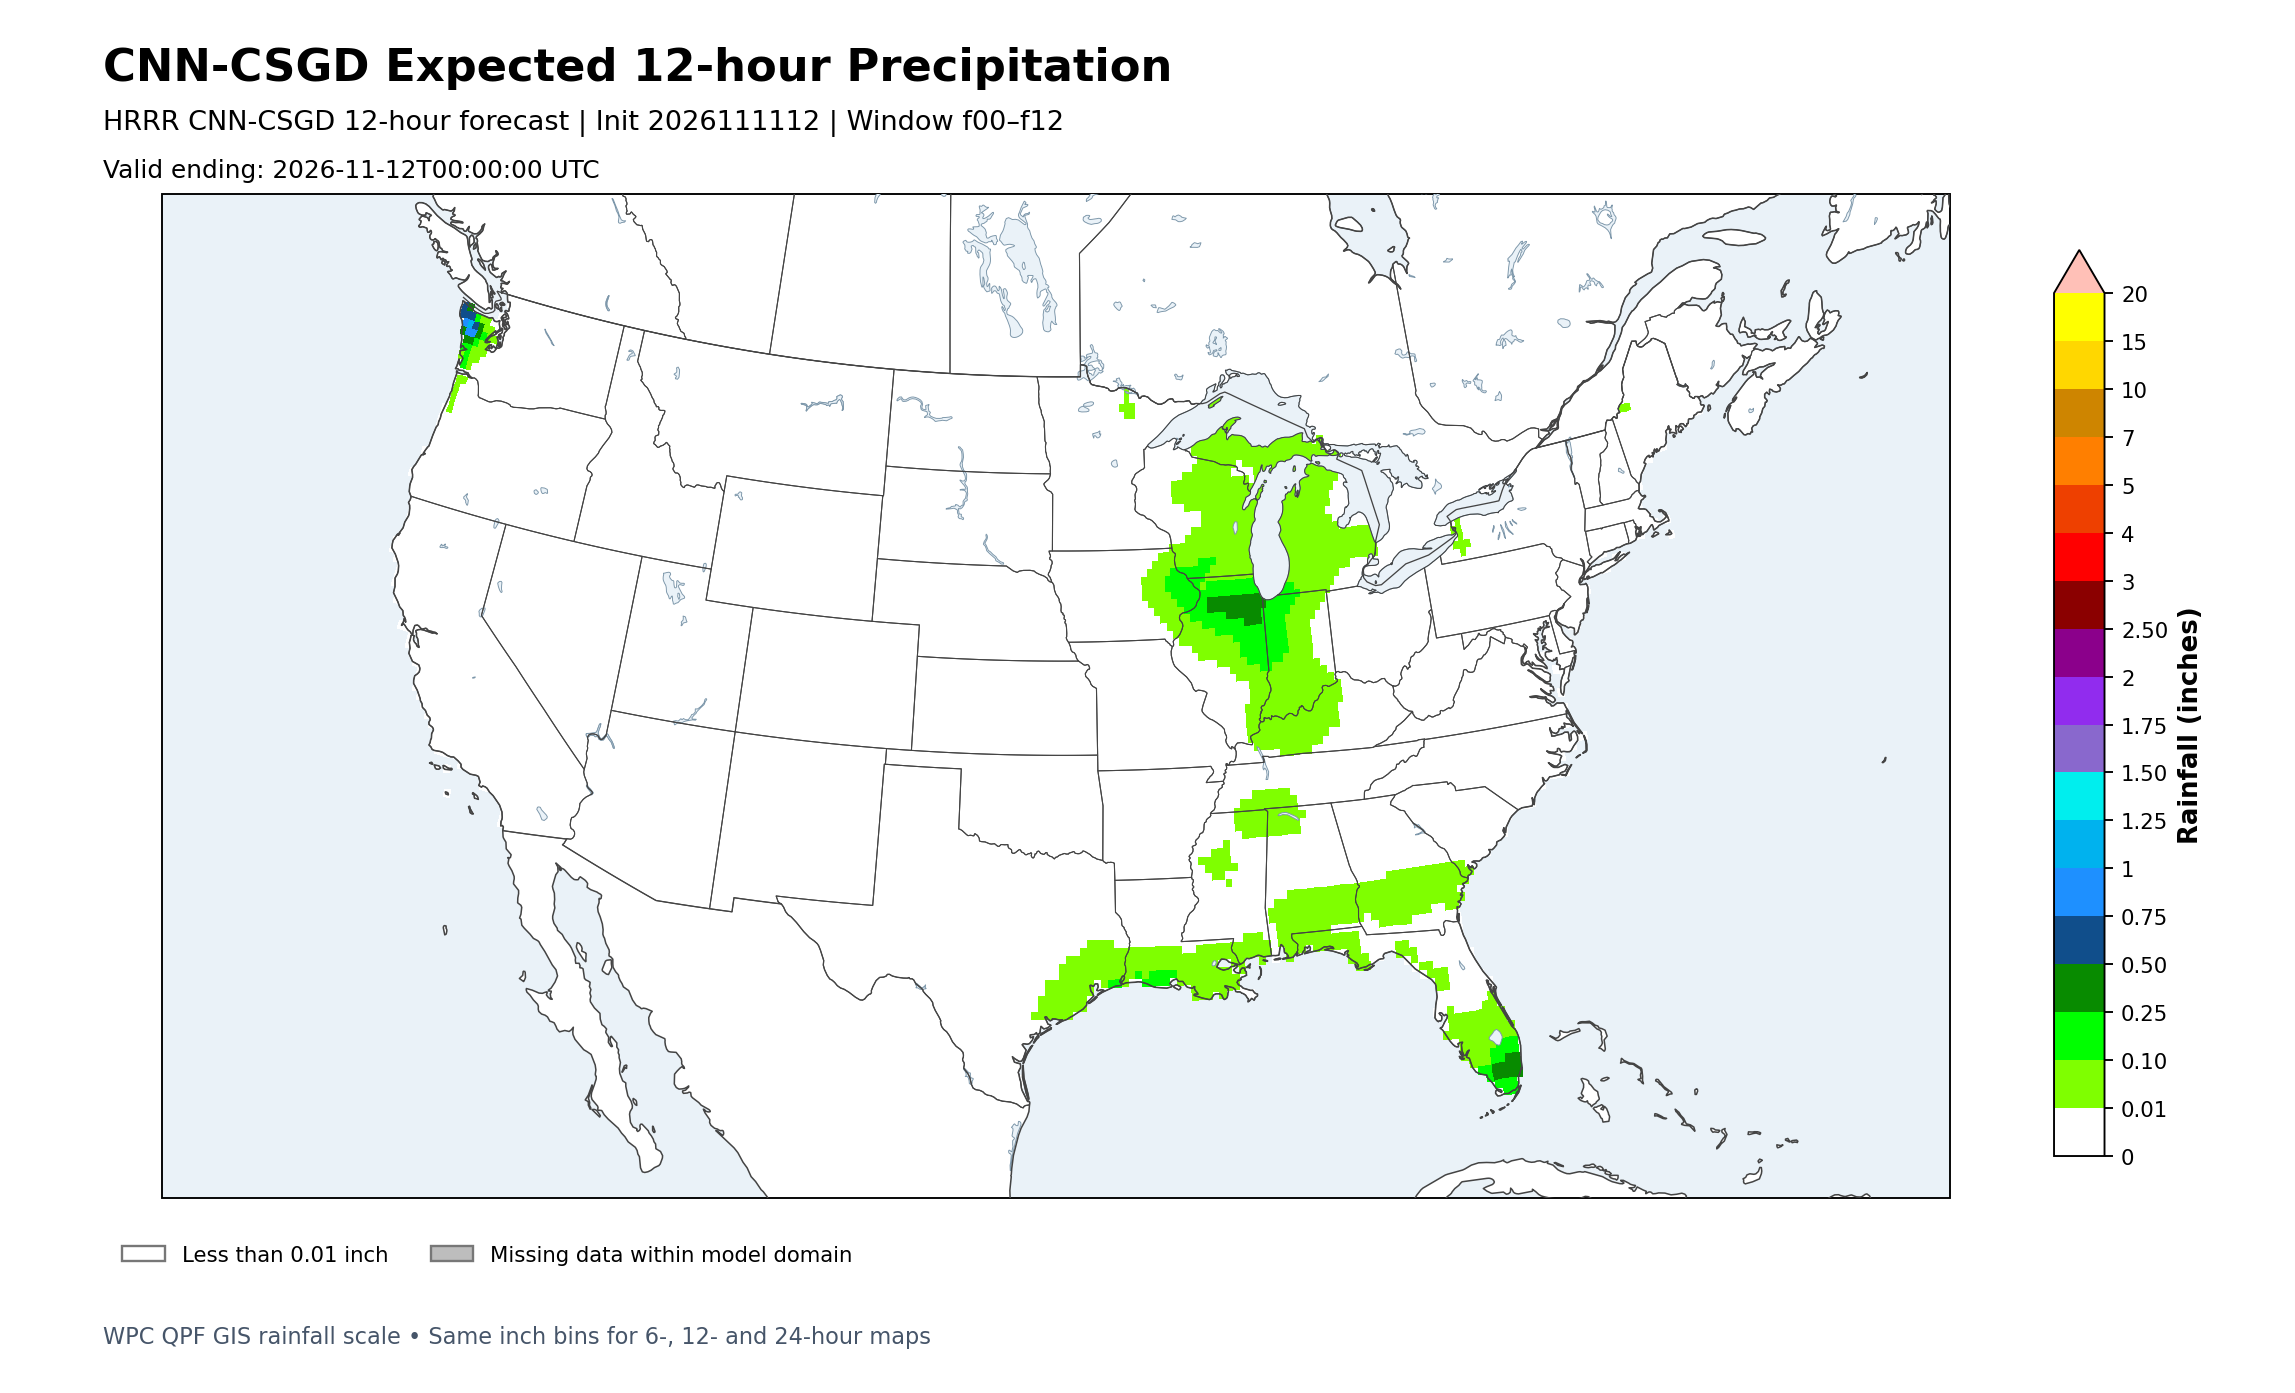 CNN-CSGD Expected 12-hour Precipitation
HRRR CNN-CSGD 12-hour forecast | Init 2026111112 | Window f00–f12
Valid ending: 2026-11-12T00:00:00 UTC
20
15
10
7
5
4
3
2.50
2
1.75
1.50
1.25
1
0.75
0.50
0.25
0.10
0.01
0
Rainfall (inches)
Less than 0.01 inch
Missing data within model domain
WPC QPF GIS rainfall scale • Same inch bins for 6-, 12- and 24-hour maps